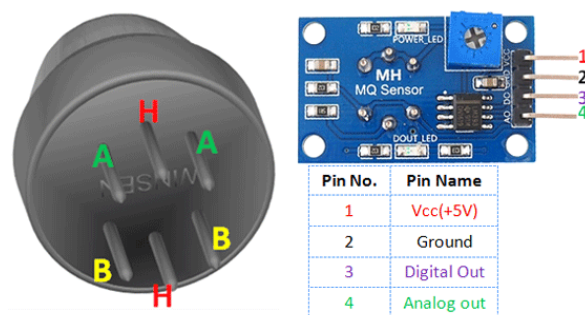 H
A
A
WINSEN
B
B
H
POWER_LED
MH
MQ Sensor
DOUT_LED
VCC
GND
DO
AO
1
2
3
4
Pin No. Pin Name
1 Vcc(+5V)
2 Ground
3 Digital Out
4 Analog out